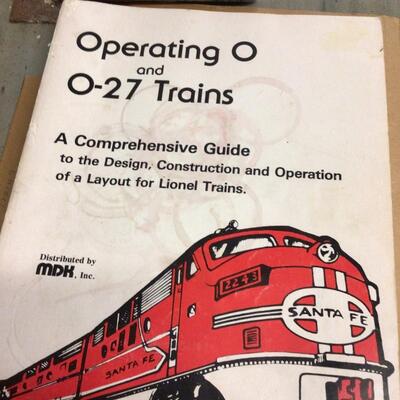 Operating O
and
O-27 Trains
A Comprehensive Guide
to the Design, Construction and Operation
of a Layout for Lionel Trains.
Distributed by
MDK, Inc.
2243
SANTA FE
SANTA FE